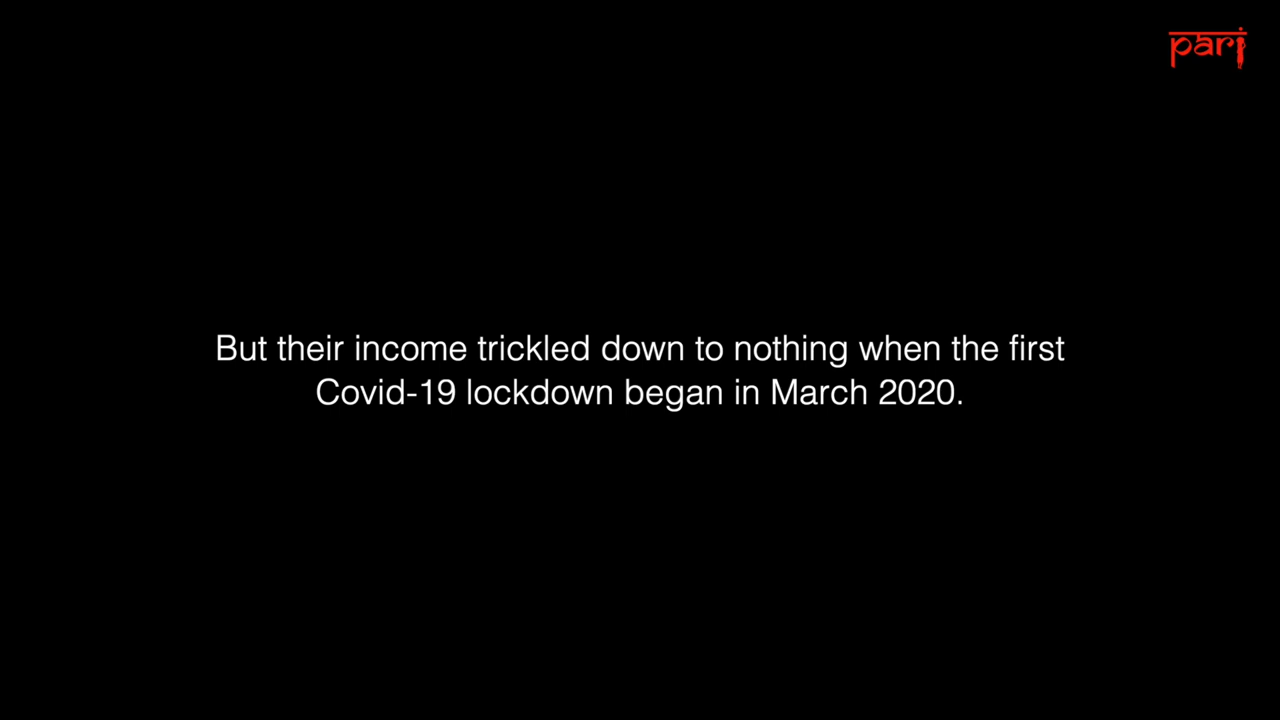 pari
But their income trickled down to nothing when the first
Covid-19 lockdown began in March 2020.